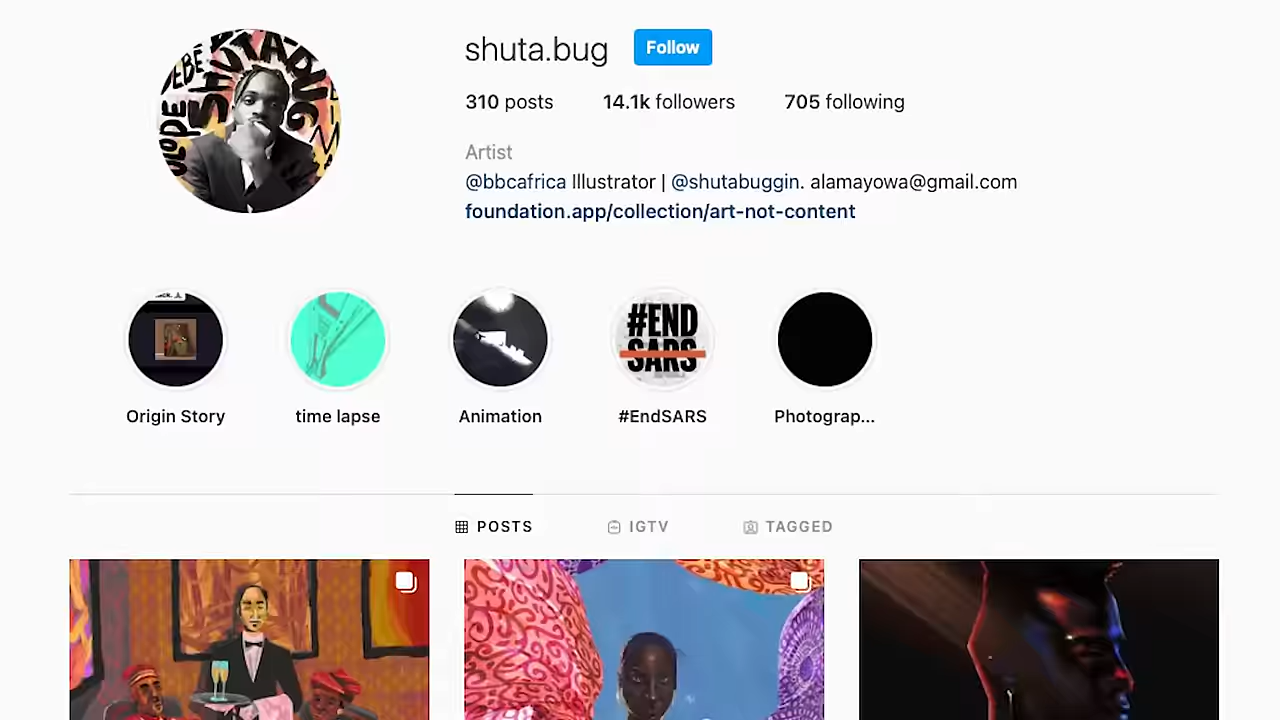 shuta.bug Follow
310 posts 14.1k followers 705 following
Artist
@bbcafrica Illustrator | @shutabuggin. alamayowa@gmail.com
foundation.app/collection/art-not-content
SHUTABUG
#END
SARS
Origin Story time lapse Animation #EndSARS Photograp...
POSTS IGTV TAGGED